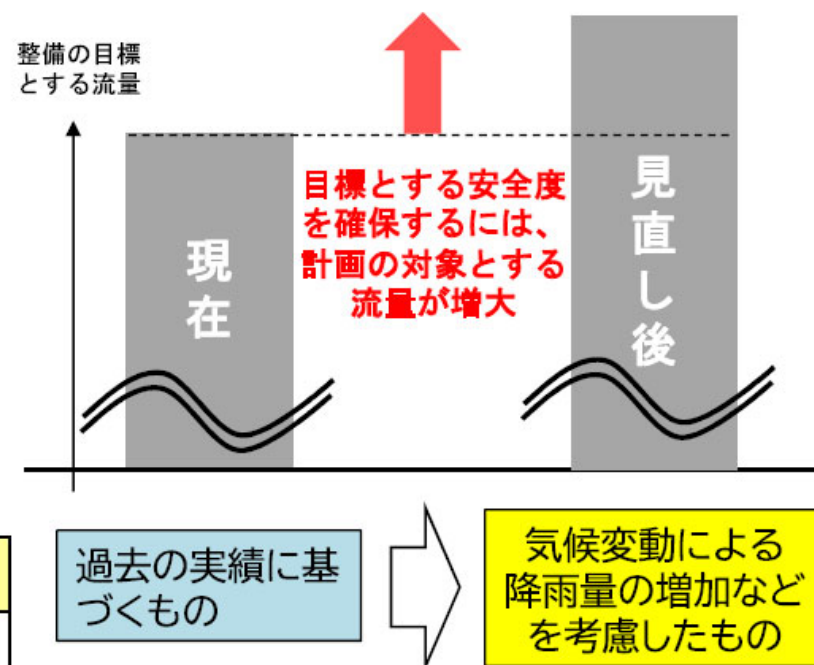 整備の目標
とする流量
目標とする安全度
を確保するには、
計画の対象とする
流量が増大
現在
見直し後
過去の実績に基
づくもの
気候変動による
降雨量の増加など
を考慮したもの